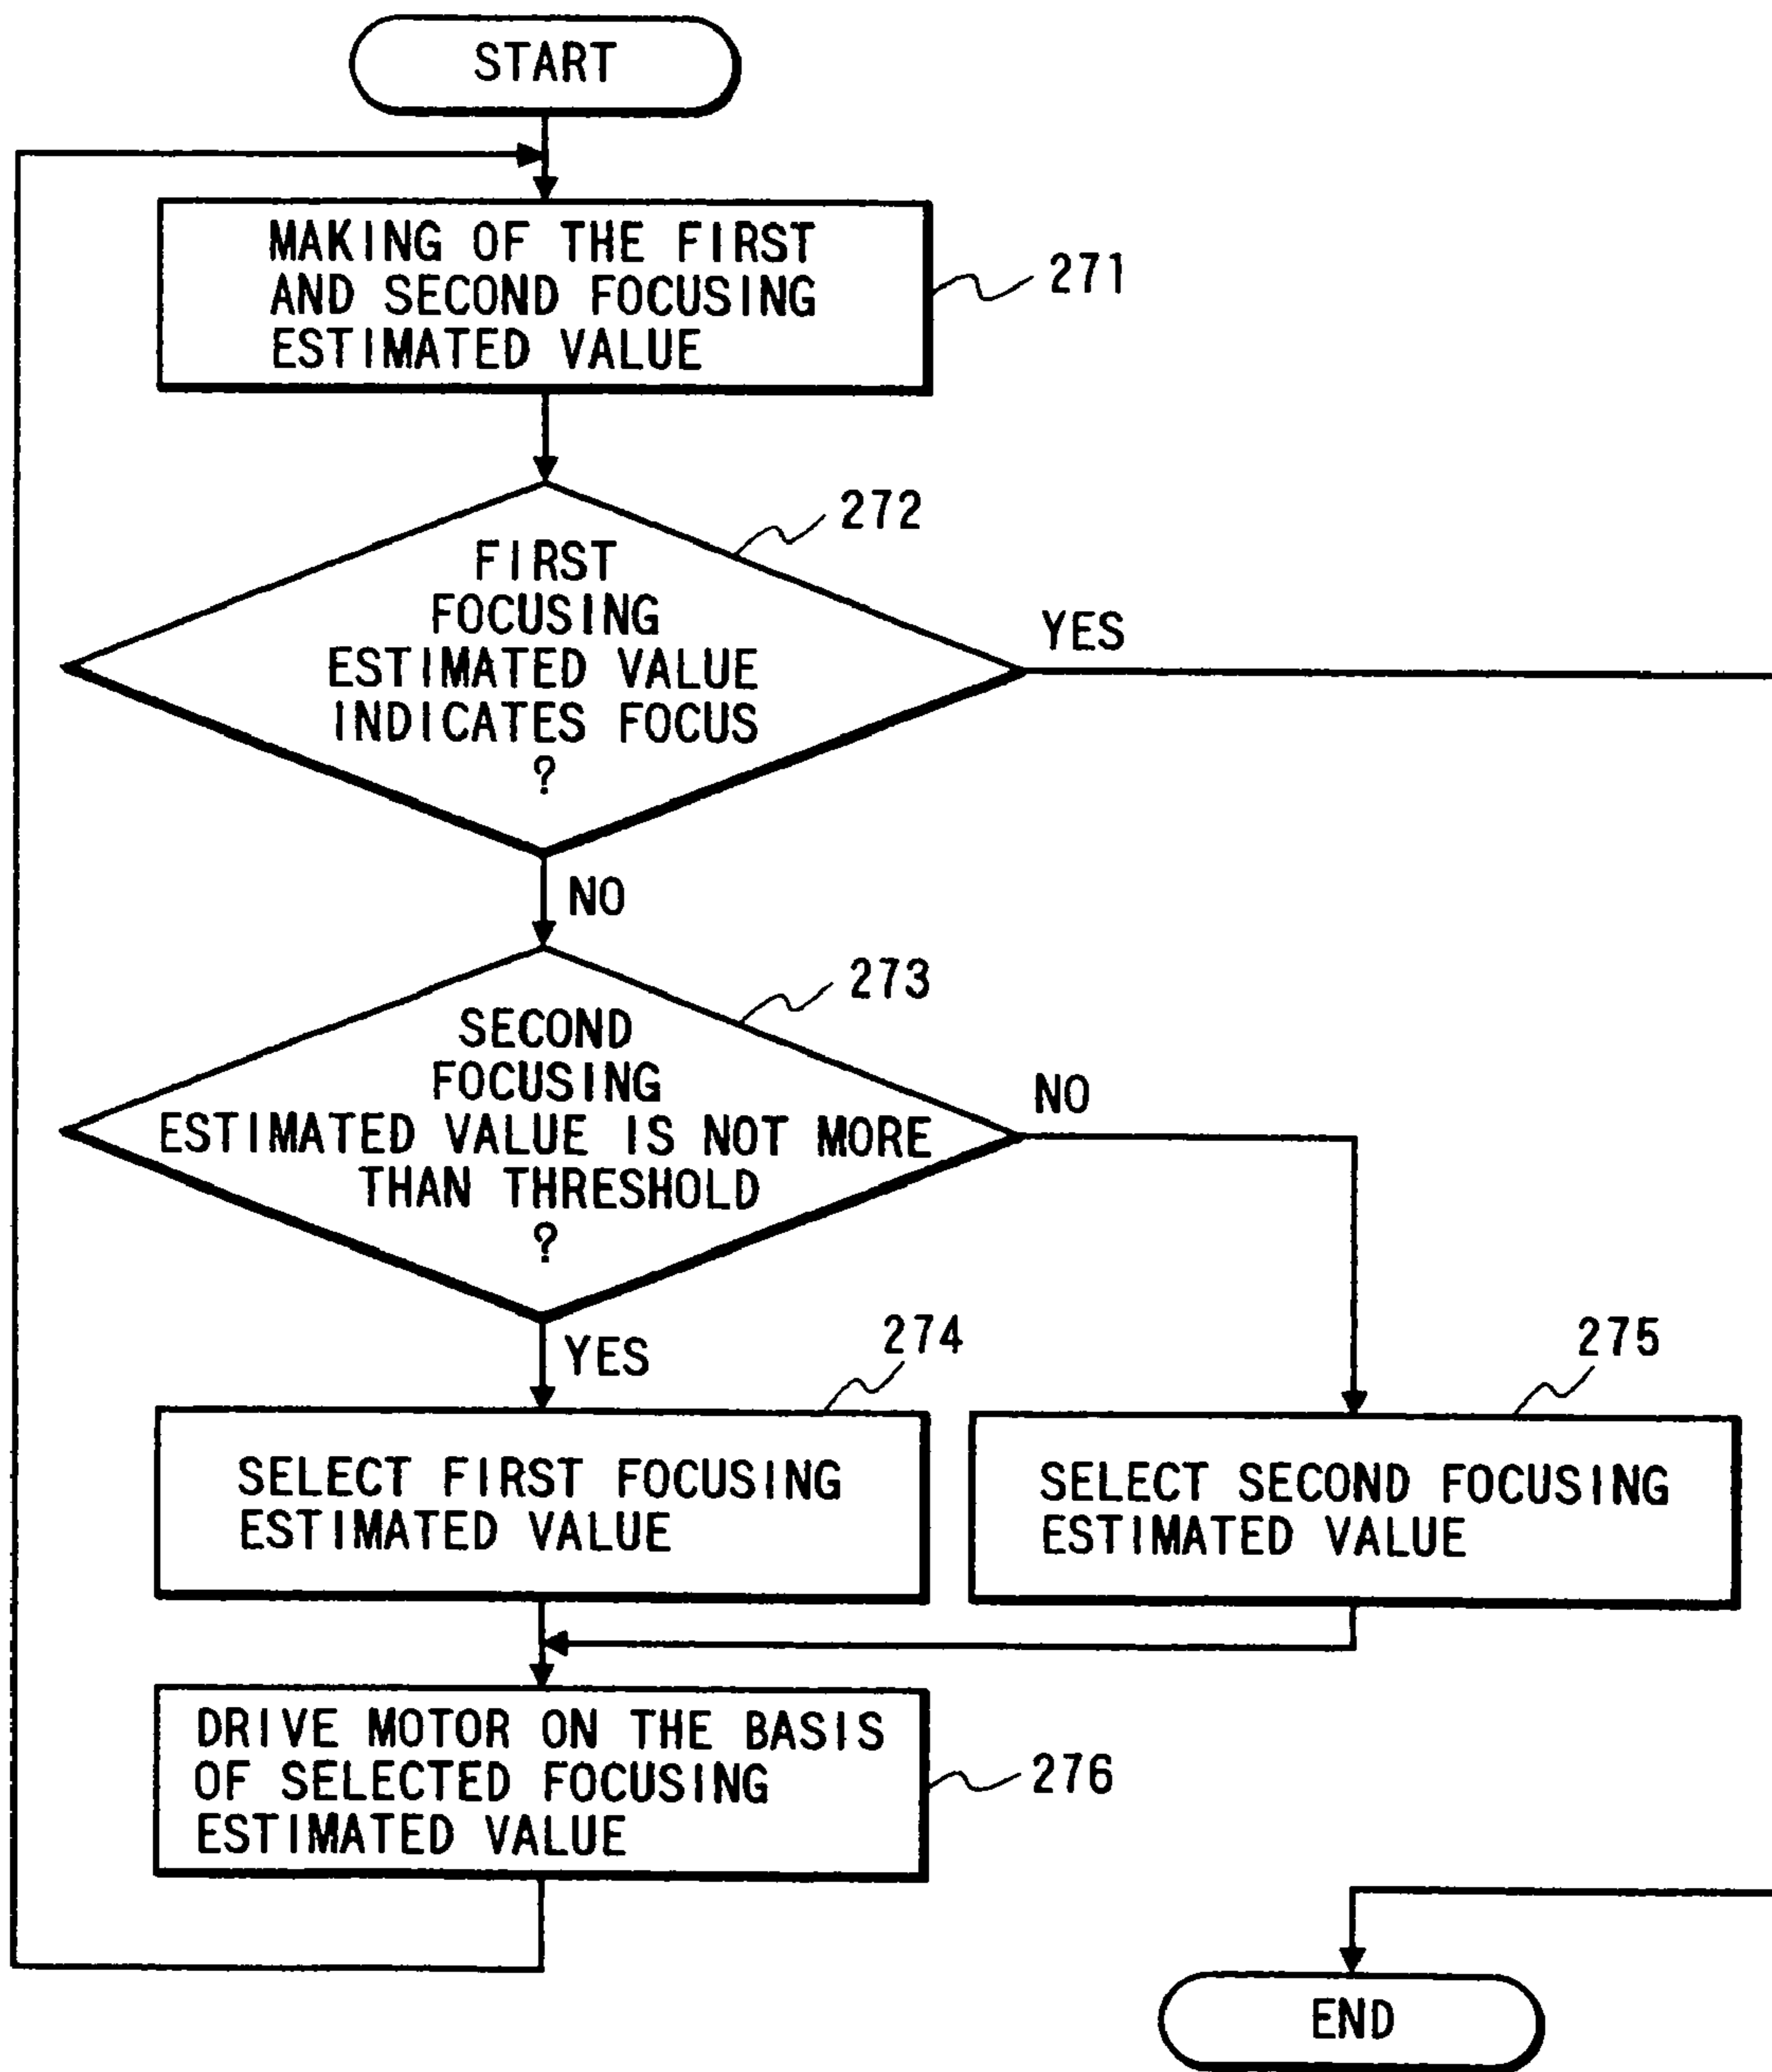 START
MAKING OF THE FIRST
AND SECOND FOCUSING
ESTIMATED VALUE
271
272
FIRST
FOCUSING
ESTIMATED VALUE
INDICATES FOCUS
?
YES
NO
273
SECOND
FOCUSING
ESTIMATED VALUE IS NOT MORE
THAN THRESHOLD
?
NO
YES
274
275
SELECT FIRST FOCUSING
ESTIMATED VALUE
SELECT SECOND FOCUSING
ESTIMATED VALUE
DRIVE MOTOR ON THE BASIS
OF SELECTED FOCUSING
ESTIMATED VALUE
276
END